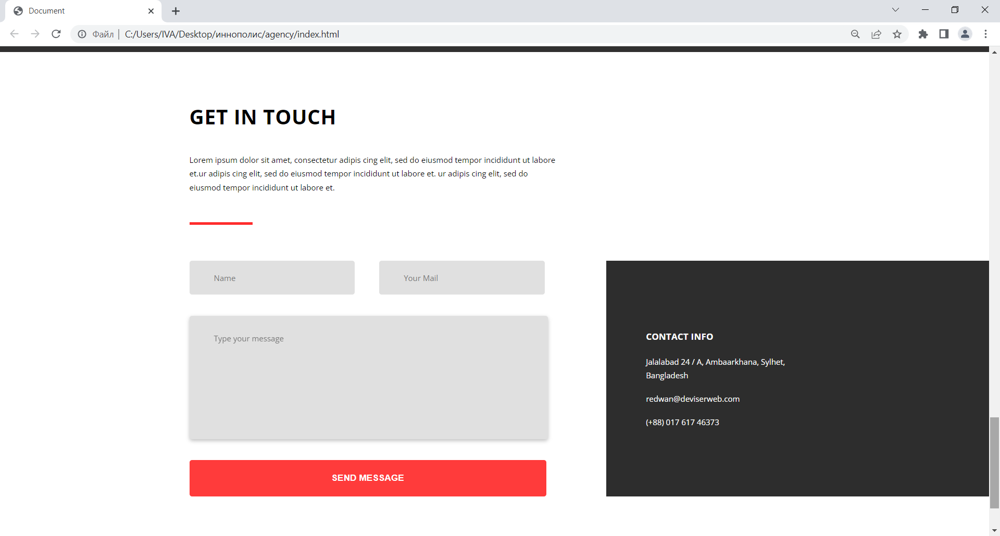 Document
Файл
C:/Users/IVA/Desktop/иннополис/agency/index.html
GET IN TOUCH
Lorem ipsum dolor sit amet, consectetur adipis cing elit, sed do eiusmod tempor incididunt ut labore
et.ur adipis cing elit, sed do eiusmod tempor incididunt ut labore et. ur adipis cing elit, sed do
eiusmod tempor incididunt ut labore et.
Name
Your Mail
Type your message
SEND MESSAGE
CONTACT INFO
Jalalabad 24 / A, Ambaarkhana, Sylhet,
Bangladesh
redwan@deviserweb.com
(+88) 017 617 46373